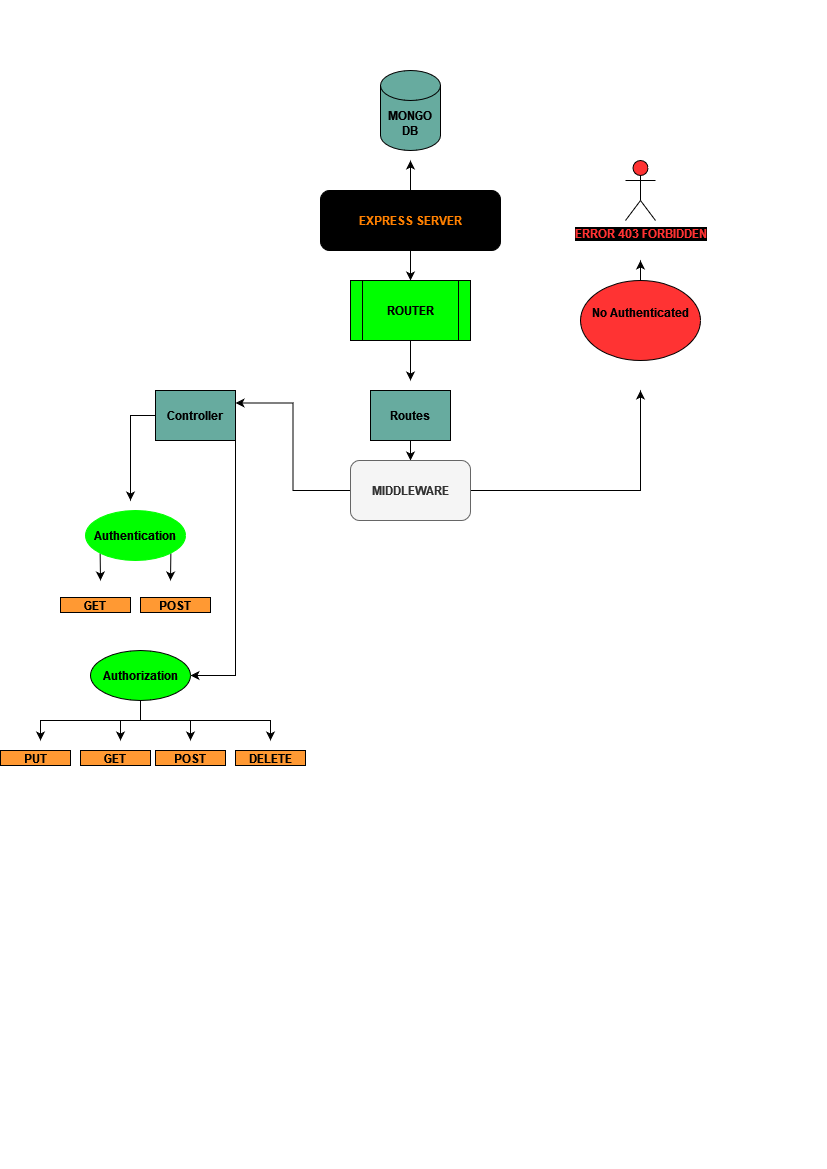 MONGO
DB
EXPRESS SERVER
ERROR 403 FORBIDDEN
ROUTER
No Authenticated
Controller
Routes
MIDDLEWARE
Authentication
GET
POST
Authorization
PUT
GET
POST
DELETE